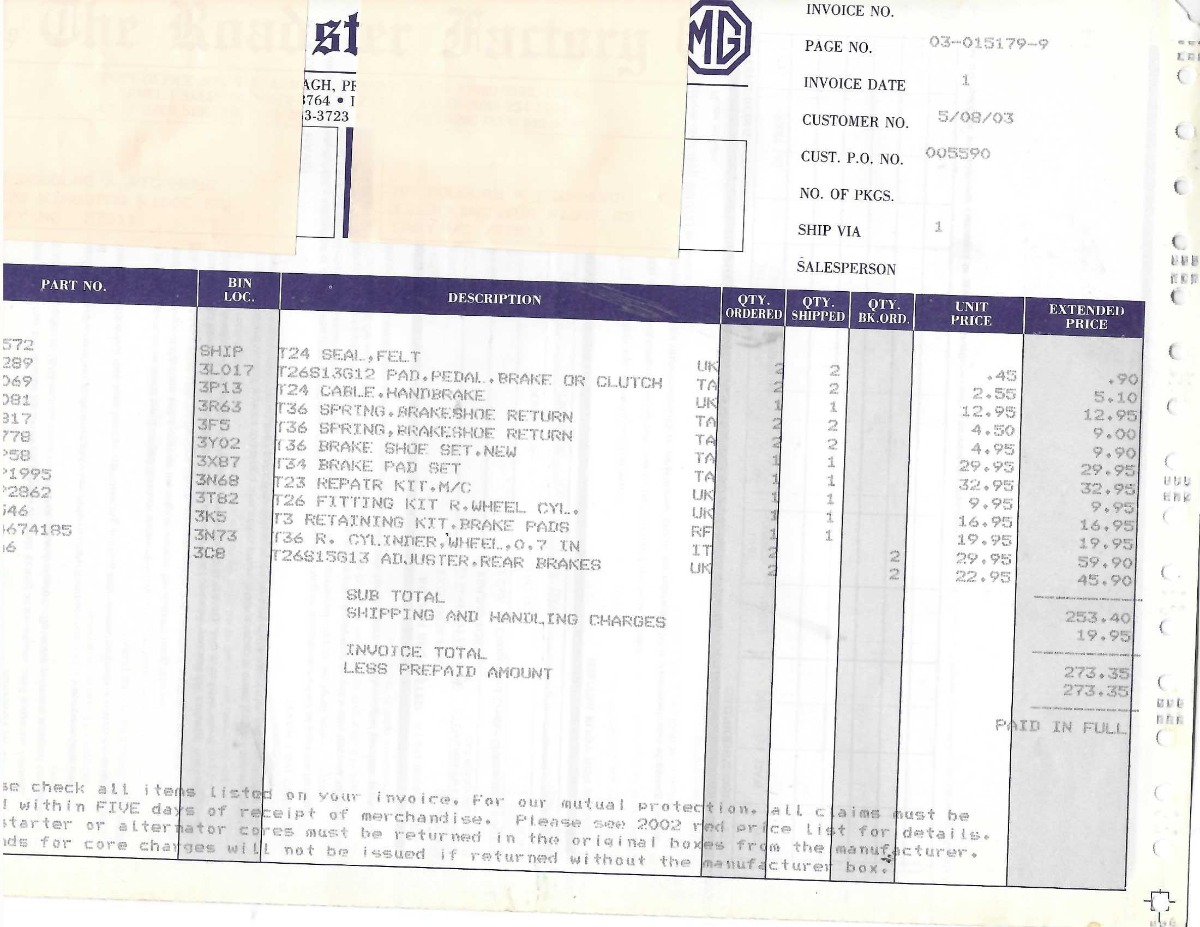 The Roadster Factory
MG
AGH, PE
3764 • I
3-3723
INVOICE NO.
PAGE NO. 03-015179-9
INVOICE DATE 1
CUSTOMER NO. 5/08/03
CUST. P.O. NO. 005590
NO. OF PKGS.
SHIP VIA 1
SALESPERSON
PART NO. BIN LOC. DESCRIPTION QTY. ORDERED QTY. SHIPPED QTY. BK.ORD. UNIT PRICE EXTENDED PRICE
572 SHIP T24 SEAL,FELT UK 2 2 .45 .90
289 3L017 T26S13G12 PAD,PEDAL,BRAKE OR CLUTCH TA 2 2 2.55 5.10
069 3P13 T24 CABLE,HANDBRAKE UK 1 1 12.95 12.95
081 3R63 T36 SPRING,BRAKESHOE RETURN TA 2 2 4.50 9.00
317 3F5 T36 SPRING,BRAKESHOE RETURN TA 2 2 4.95 9.90
778 3Y02 T36 BRAKE SHOE SET,NEW TA 1 1 29.95 29.95
58 3X87 T34 BRAKE PAD SET TA 1 1 32.95 32.95
1995 3N68 T23 REPAIR KIT,M/C UK 1 1 9.95 9.95
2862 3T82 T26 FITTING KIT R.WHEEL CYL. UK 1 1 16.95 16.95
46 3K5 T3 RETAINING KIT,BRAKE PADS RF 1 1 19.95 19.95
674185 3N73 T36 R. CYLINDER,WHEEL,0.7 IN IT 2 2 29.95 59.90
6 3C8 T26S15G13 ADJUSTER,REAR BRAKES UK 2 2 22.95 45.90
SUB TOTAL 253.40
SHIPPING AND HANDLING CHARGES 19.95
INVOICE TOTAL 273.35
LESS PREPAID AMOUNT 273.35
PAID IN FULL
se check all items listed on your invoice. For our mutual protection, all claims must be
within FIVE days of receipt of merchandise. Please see 2002 red price list for details.
starter or alternator cores must be returned in the original boxes from the manufacturer.
nds for core charges will not be issued if returned without the manufacturer box.